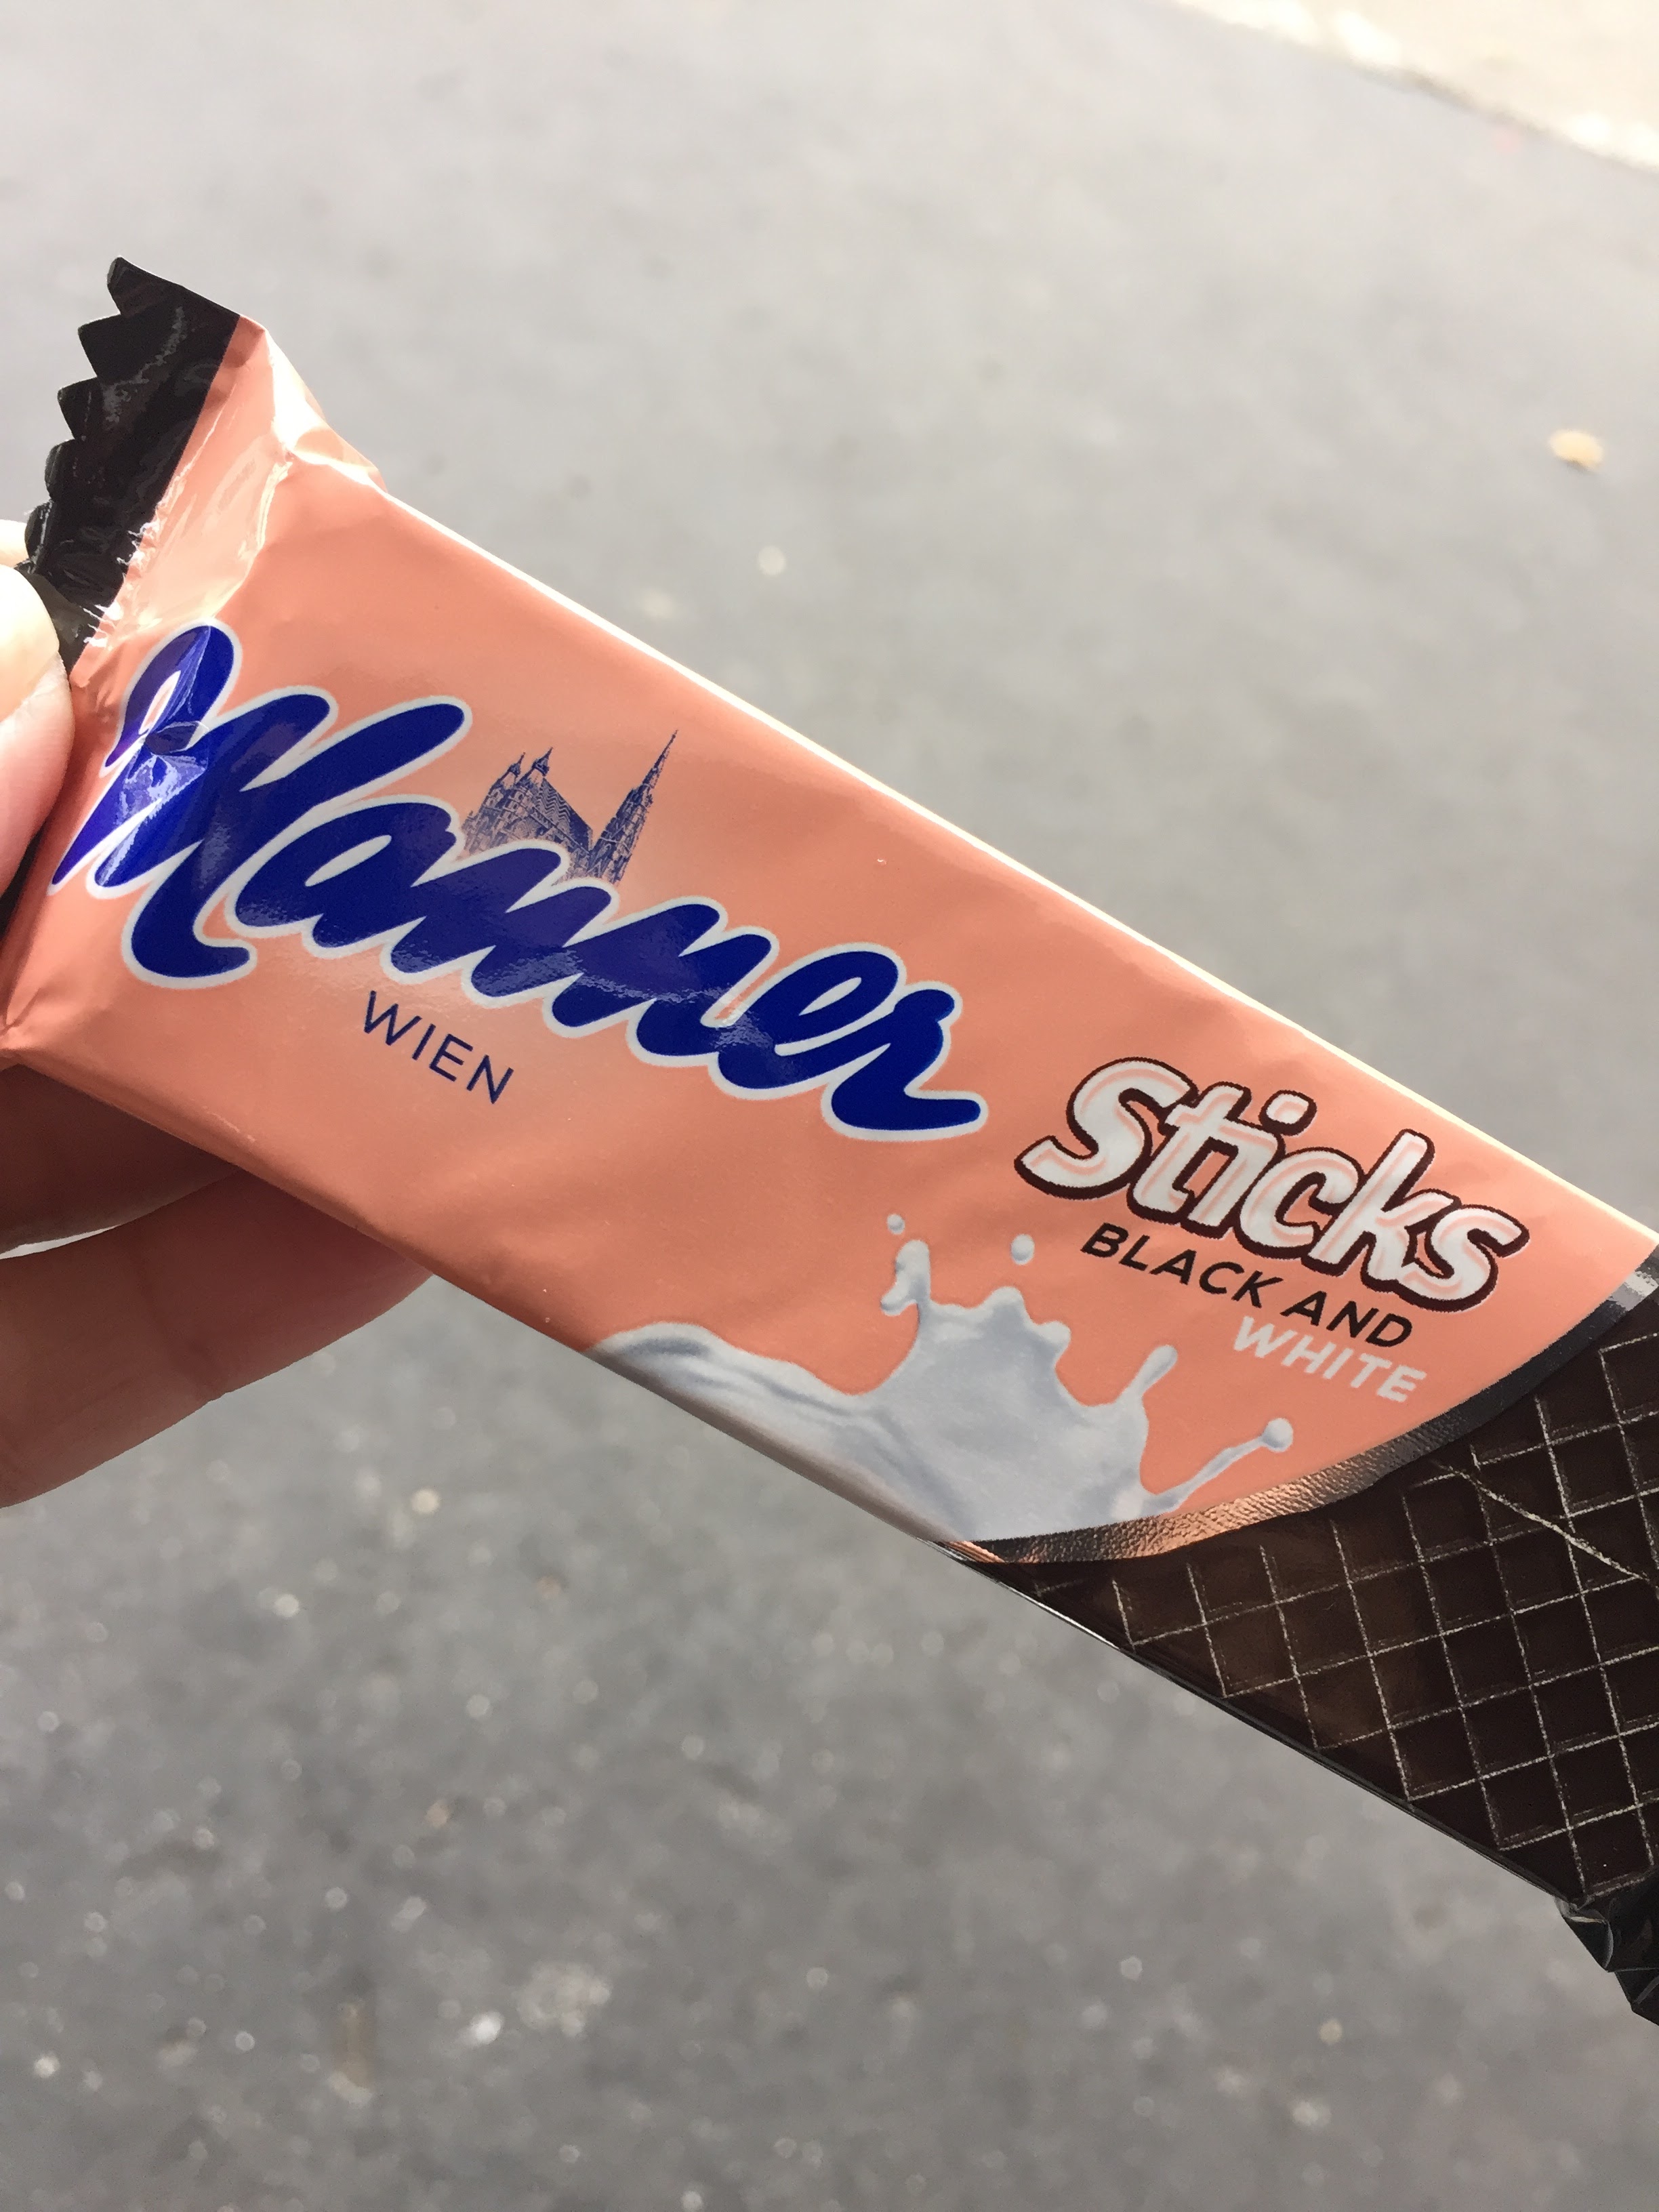 Manner
WIEN
Sticks
BLACK AND
WHITE